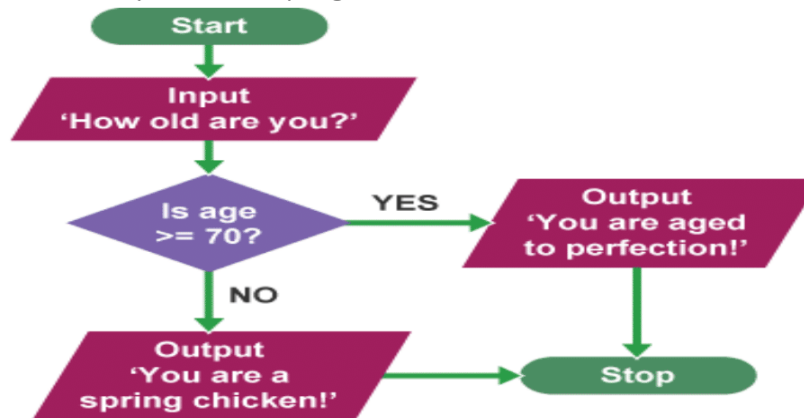 Start
Input
‘How old are you?’
Is age
>= 70?
YES
Output
‘You are aged
to perfection!’
NO
Output
‘You are a
spring chicken!’
Stop